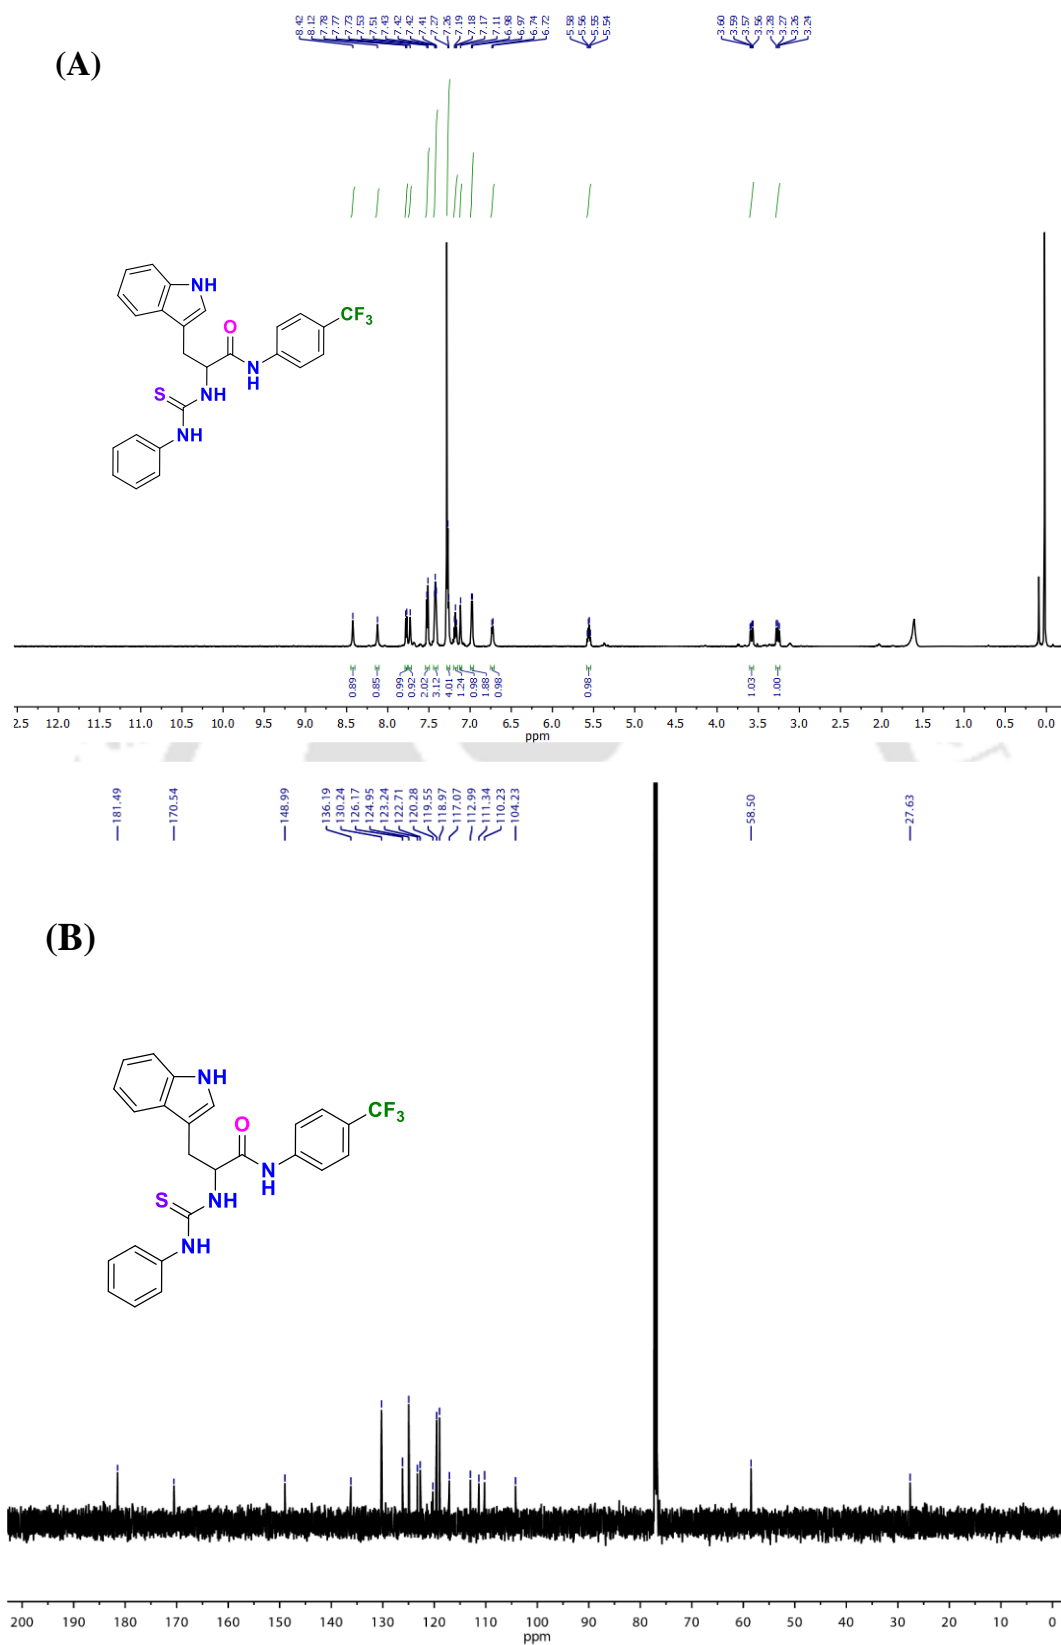 8.42 8.12 7.78 7.77 7.73 7.53 7.51 7.43 7.42 7.42 7.41 7.27 7.26 7.19 7.18 7.17 7.11 6.98 6.97 6.74 6.72 5.58 5.56 5.55 5.54 3.60 3.59 3.57 3.56 3.28 3.27 3.26 3.24
(A)
NH
O
CF3
N
H
S
NH
NH
0.89 0.85 0.99 0.92 2.02 3.12 4.01 1.24 0.98 1.88 0.98 0.98 1.03 1.00
12.5 12.0 11.5 11.0 10.5 10.0 9.5 9.0 8.5 8.0 7.5 7.0 6.5 6.0 5.5 5.0 4.5 4.0 3.5 3.0 2.5 2.0 1.5 1.0 0.5 0.0
ppm
181.49 170.54 148.99 136.19 130.24 126.17 124.95 123.24 122.71 120.28 119.55 118.97 117.07 112.99 111.34 110.23 104.23 58.50 27.63
(B)
NH
O
CF3
N
H
S
NH
NH
200 190 180 170 160 150 140 130 120 110 100 90 80 70 60 50 40 30 20 10 0
ppm